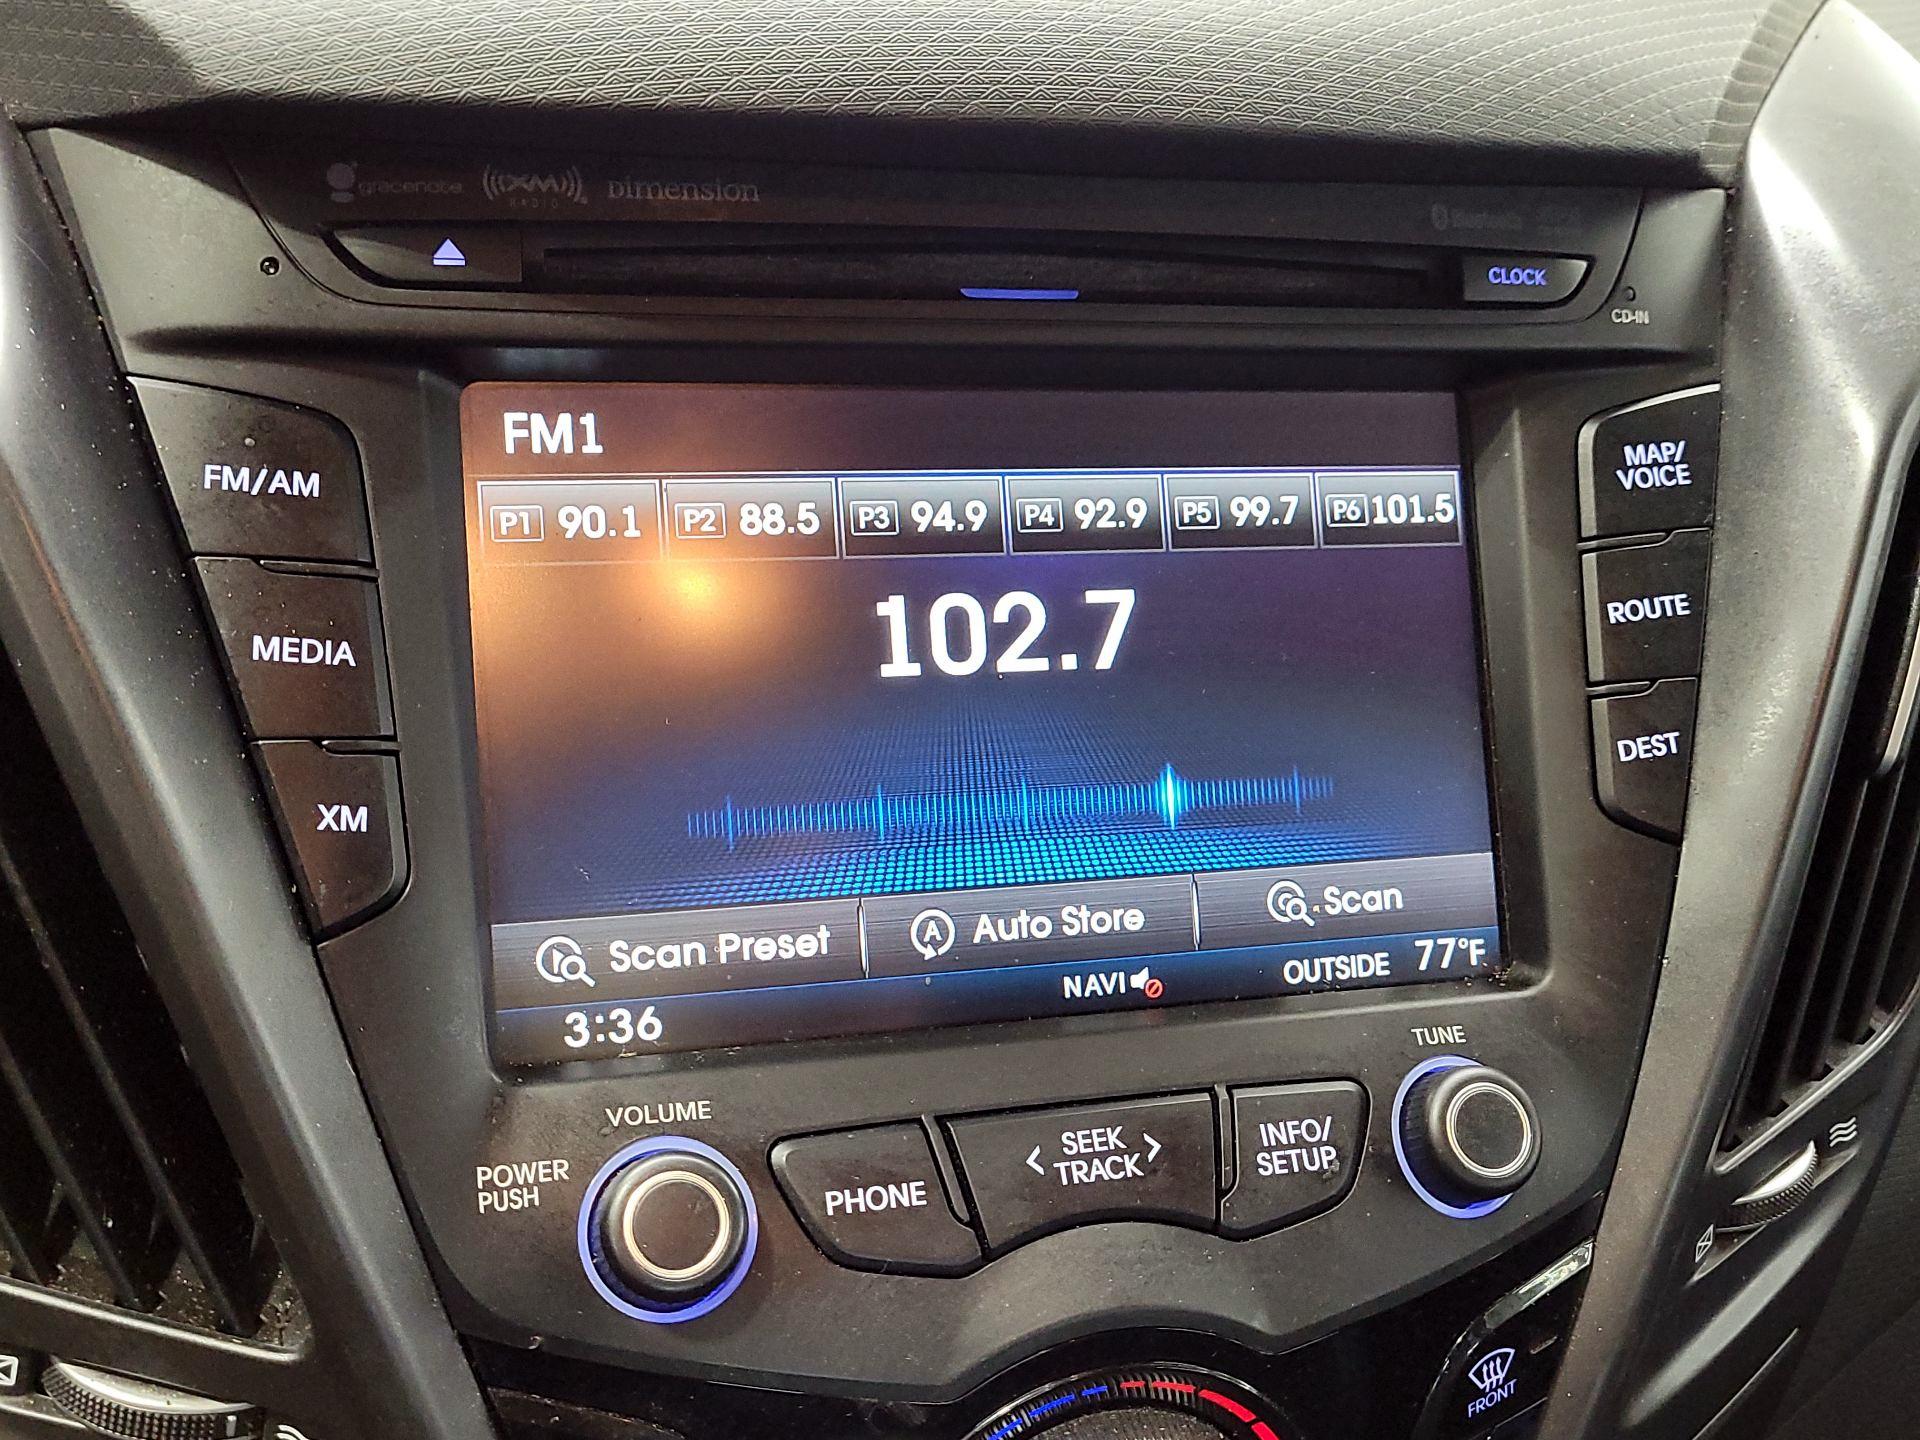 gracenote XM RADIO Dimension
Bluetooth
CLOCK
CD-IN
FM/AM
MEDIA
XM
FM1
P1 90.1 P2 88.5 P3 94.9 P4 92.9 P5 99.7 P6 101.5
102.7
Scan Preset Auto Store Scan
3:36 NAVI OUTSIDE 77°F
MAP/
VOICE
ROUTE
DEST
VOLUME
POWER
PUSH
PHONE
< SEEK >
TRACK
INFO/
SETUP
TUNE
FRONT